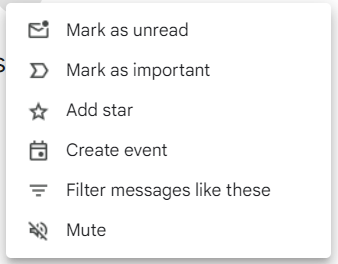 Mark as unread
Mark as important
Add star
Create event
Filter messages like these
Mute